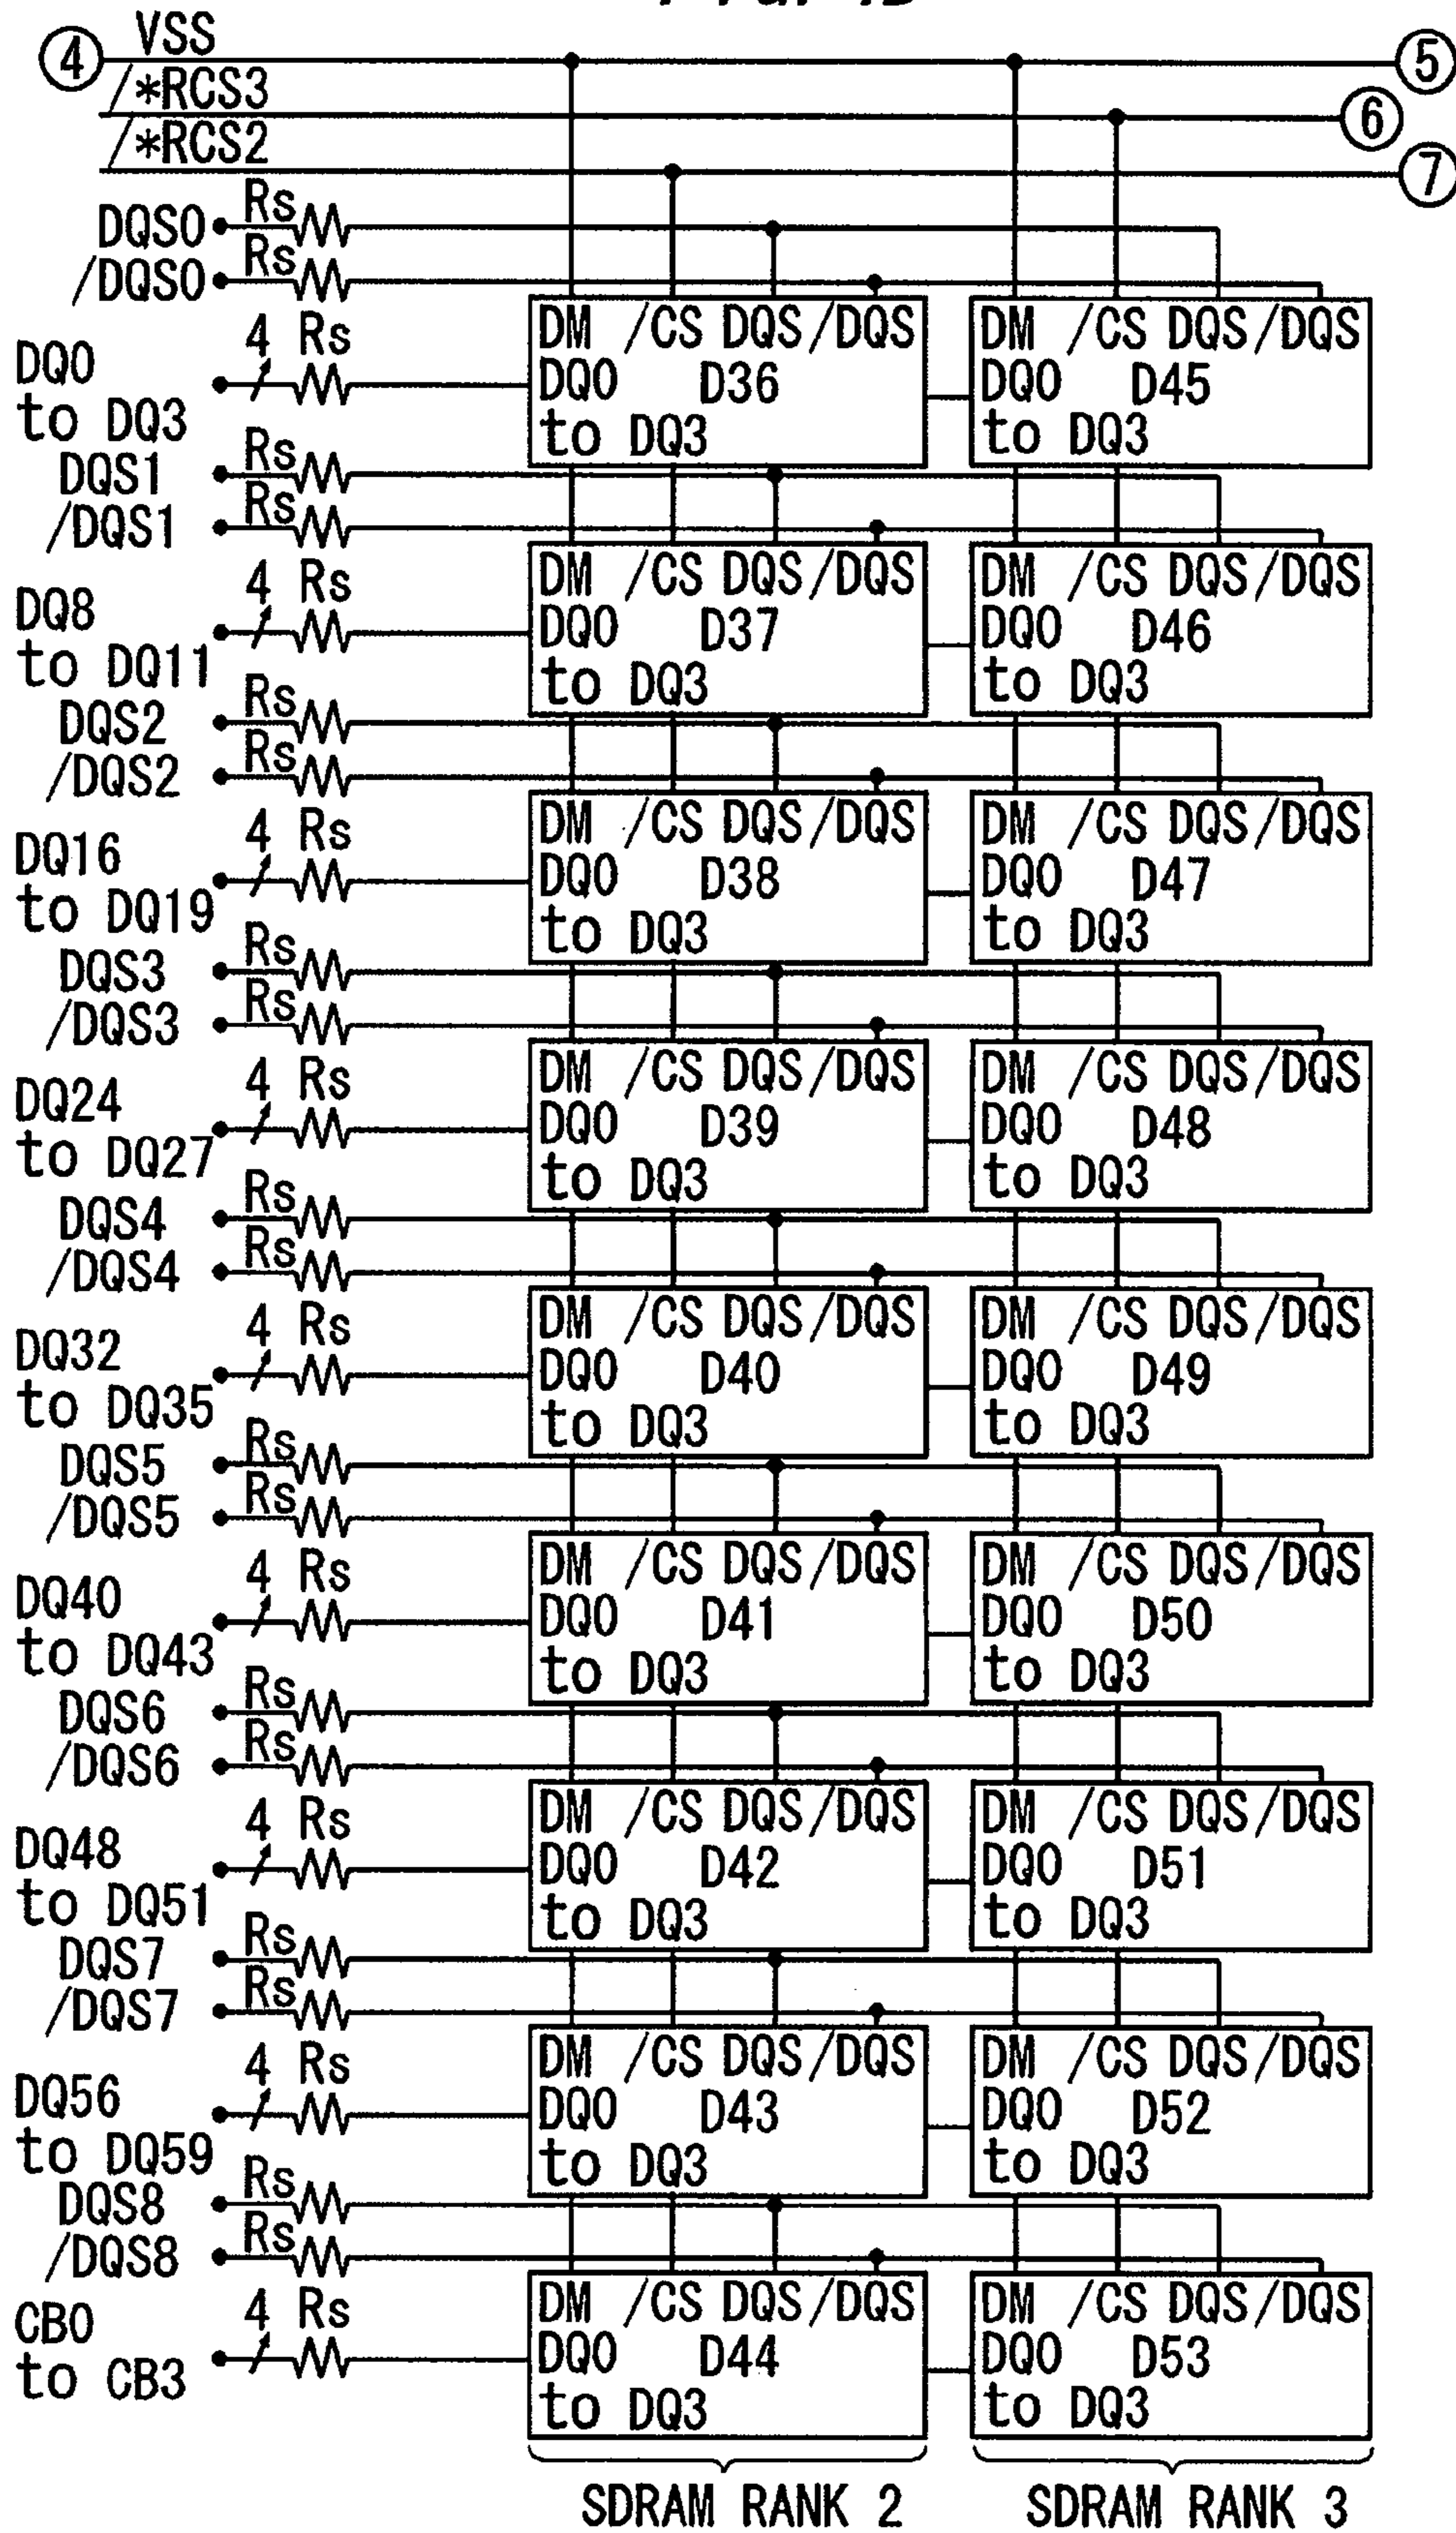 ④ VSS ⑤
/*RCS3 ⑥
/*RCS2 ⑦
DQS0 Rs
/DQS0 Rs
DM /CS DQS/DQS DM /CS DQS/DQS
DQ0 4 Rs DQ0 D36 DQ0 D45
to DQ3 to DQ3 to DQ3
DQS1 Rs
/DQS1 Rs
DM /CS DQS/DQS DM /CS DQS/DQS
DQ8 4 Rs DQ0 D37 DQ0 D46
to DQ11 to DQ3 to DQ3
DQS2 Rs
/DQS2 Rs
DM /CS DQS/DQS DM /CS DQS/DQS
DQ16 4 Rs DQ0 D38 DQ0 D47
to DQ19 to DQ3 to DQ3
DQS3 Rs
/DQS3 Rs
DM /CS DQS/DQS DM /CS DQS/DQS
DQ24 4 Rs DQ0 D39 DQ0 D48
to DQ27 to DQ3 to DQ3
DQS4 Rs
/DQS4 Rs
DM /CS DQS/DQS DM /CS DQS/DQS
DQ32 4 Rs DQ0 D40 DQ0 D49
to DQ35 to DQ3 to DQ3
DQS5 Rs
/DQS5 Rs
DM /CS DQS/DQS DM /CS DQS/DQS
DQ40 4 Rs DQ0 D41 DQ0 D50
to DQ43 to DQ3 to DQ3
DQS6 Rs
/DQS6 Rs
DM /CS DQS/DQS DM /CS DQS/DQS
DQ48 4 Rs DQ0 D42 DQ0 D51
to DQ51 to DQ3 to DQ3
DQS7 Rs
/DQS7 Rs
DM /CS DQS/DQS DM /CS DQS/DQS
DQ56 4 Rs DQ0 D43 DQ0 D52
to DQ59 to DQ3 to DQ3
DQS8 Rs
/DQS8 Rs
DM /CS DQS/DQS DM /CS DQS/DQS
CB0 4 Rs DQ0 D44 DQ0 D53
to CB3 to DQ3 to DQ3
SDRAM RANK 2 SDRAM RANK 3